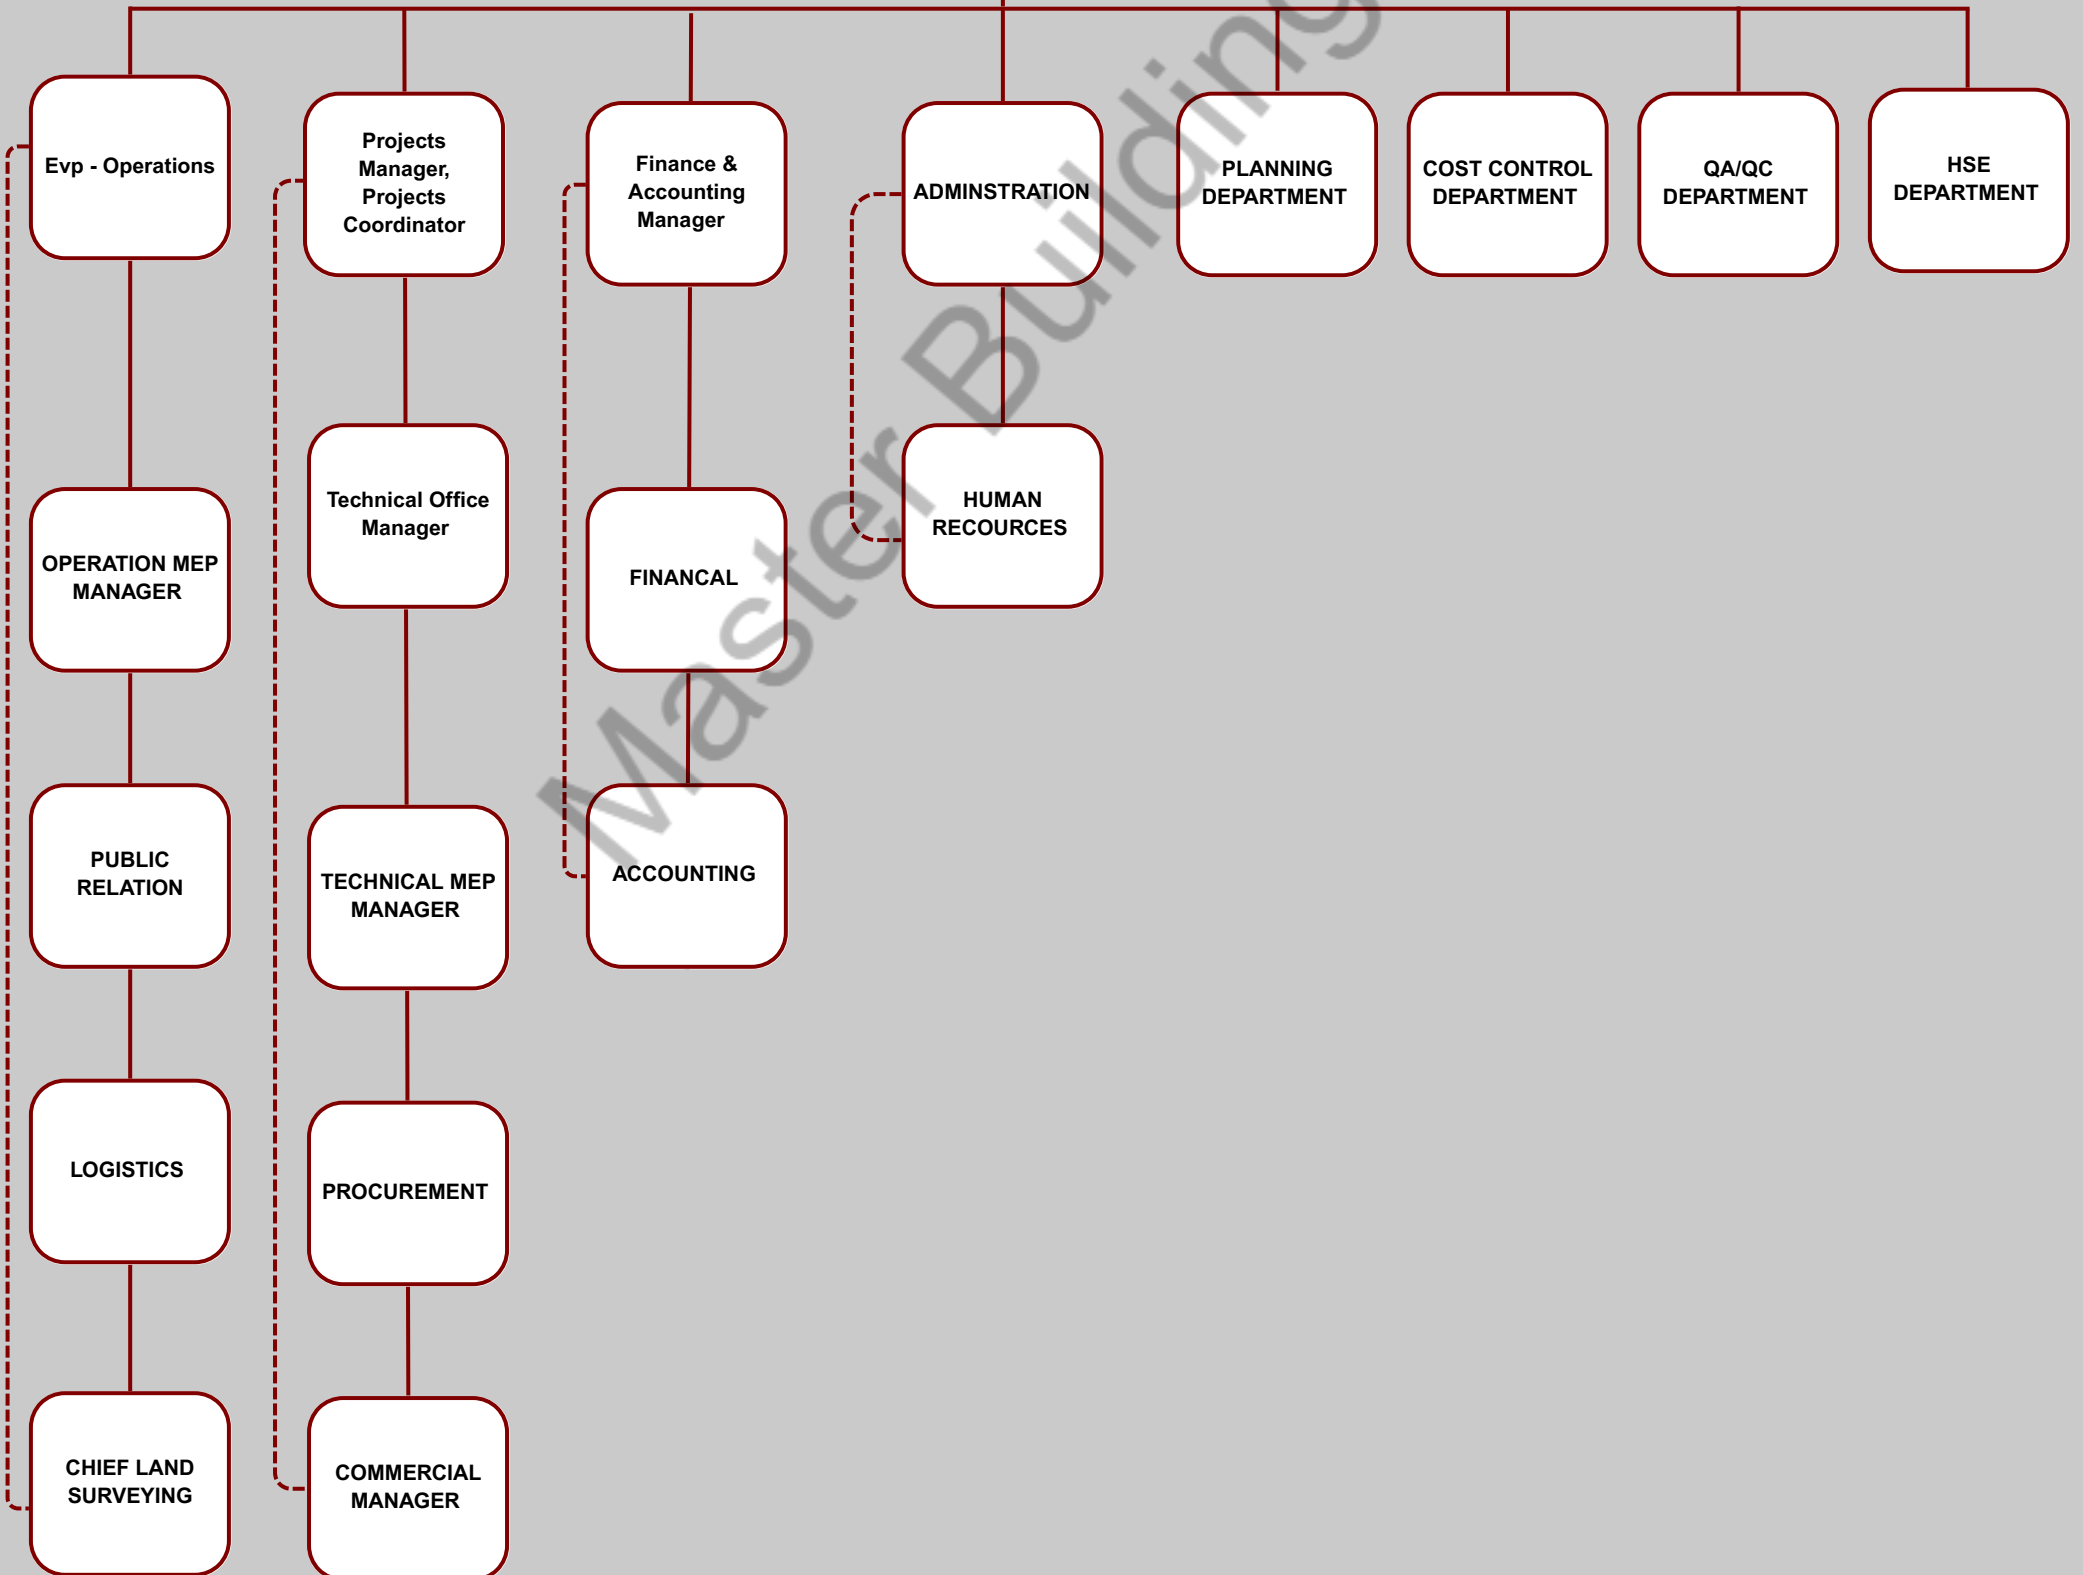 Evp - Operations
Projects
Manager,
Projects
Coordinator
Finance &
Accounting
Manager
ADMINSTRATION
PLANNING
DEPARTMENT
COST CONTROL
DEPARTMENT
QA/QC
DEPARTMENT
HSE
DEPARTMENT
OPERATION MEP
MANAGER
Technical Office
Manager
FINANCAL
HUMAN
RECOURCES
PUBLIC
RELATION
TECHNICAL MEP
MANAGER
ACCOUNTING
LOGISTICS
PROCUREMENT
CHIEF LAND
SURVEYING
COMMERCIAL
MANAGER
Master Building